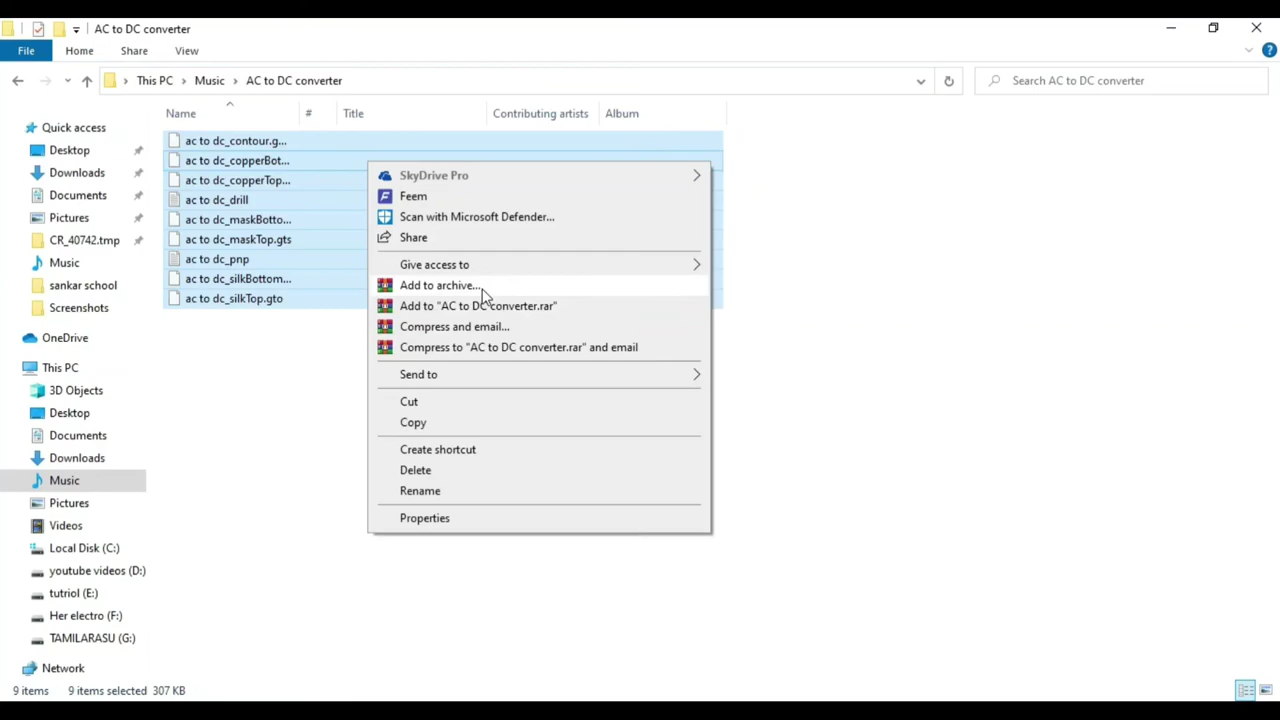 AC to DC converter
File Home Share View
This PC Music AC to DC converter
Search AC to DC converter
Name # Title Contributing artists Album
Quick access
Desktop
Downloads
Documents
Pictures
CR_40742.tmp
Music
sankar school
Screenshots
OneDrive
This PC
3D Objects
Desktop
Documents
Downloads
Music
Pictures
Videos
Local Disk (C:)
youtube videos (D:)
tutriol (E:)
Her electro (F:)
TAMILARASU (G:)
Network
ac to dc_contour.g...
ac to dc_copperBot...
ac to dc_copperTop...
ac to dc_drill
ac to dc_maskBotto...
ac to dc_maskTop.gts
ac to dc_pnp
ac to dc_silkBottom...
ac to dc_silkTop.gto
SkyDrive Pro
Feem
Scan with Microsoft Defender...
Share
Give access to
Add to archive...
Add to "AC to DC converter.rar"
Compress and email...
Compress to "AC to DC converter.rar" and email
Send to
Cut
Copy
Create shortcut
Delete
Rename
Properties
9 items 9 items selected 307 KB